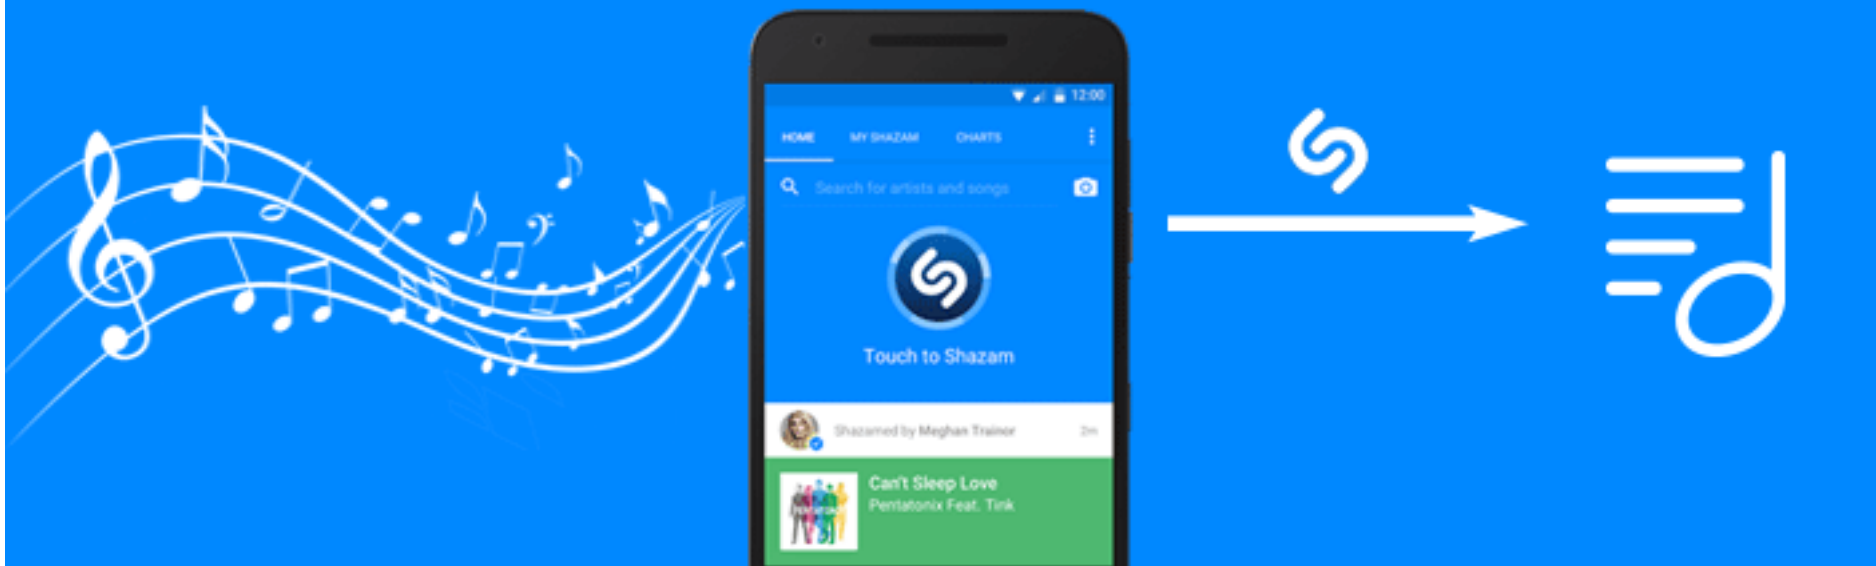 12:00
HOME MY SHAZAM CHARTS
Search for artists and songs
Touch to Shazam
Shazamed by Meghan Trainor 2m
Can't Sleep Love
Pentatonix Feat. Tink
PENTATONIX